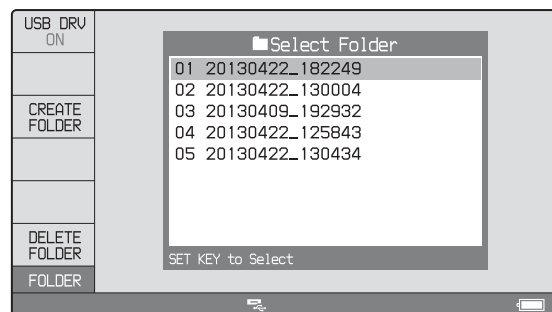 USB DRV
ON
CREATE
FOLDER
DELETE
FOLDER
FOLDER
Select Folder
01 20130422_182249
02 20130422_130004
03 20130409_192932
04 20130422_125843
05 20130422_130434
SET KEY to Select